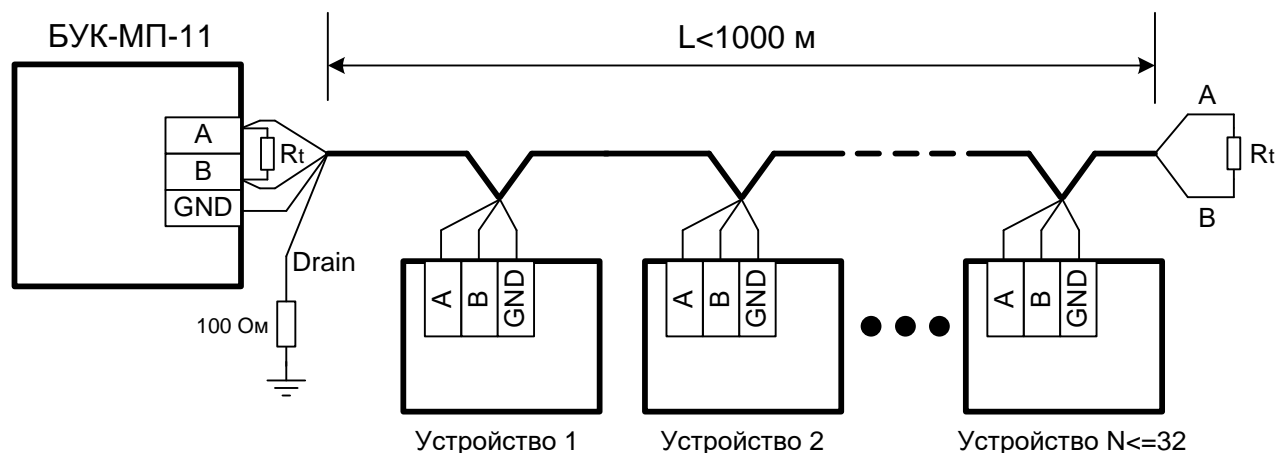 БУК-МП-11
L<1000 м
A
B
GND
Rt
Drain
100 Ом
A
B
Rt
A
B
GND
A
B
GND
A
B
GND
Устройство 1
Устройство 2
Устройство N<=32